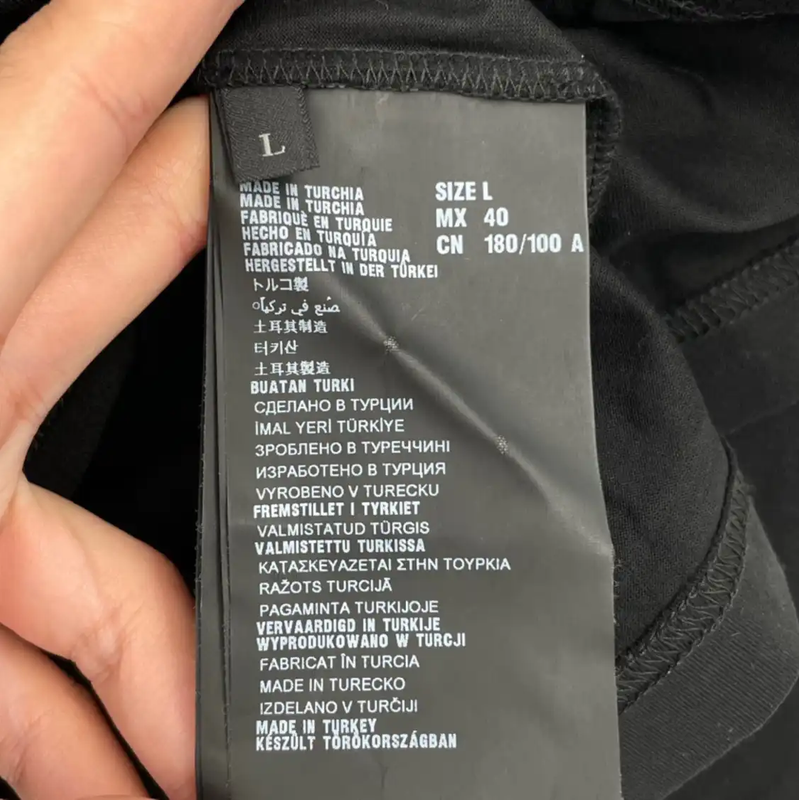 L
MADE IN TURCHIA
MADE IN TURCHIA
FABRIQUÈ EN TURQUIE
HECHO EN TURQUÍA
FABRICADO NA TURQUIA
HERGESTELLT IN DER TÜRKEI
トルコ製
صُنع في تركيا
土耳其制造
터키산
土耳其製造
BUATAN TURKI
СДЕЛАНО В ТУРЦИИ
İMAL YERİ TÜRKİYE
ЗРОБЛЕНО В ТУРЕЧЧИНІ
ИЗРАБОТЕНО В ТУРЦИЯ
VYROBENO V TURECKU
FREMSTILLET I TYRKIET
VALMISTATUD TÜRGIS
VALMISTETTU TURKISSA
ΚΑΤΑΣΚΕΥΑΖΕΤΑΙ ΣΤΗΝ ΤΟΥΡΚΙΑ
RAŽOTS TURCIJĀ
PAGAMINTA TURKIJOJE
VERVAARDIGD IN TURKIJE
WYPRODUKOWANO W TURCJI
FABRICAT ÎN TURCIA
MADE IN TURECKO
IZDELANO V TURČIJI
MADE IN TURKEY
KÉSZÜLT TÖRÖKORSZÁGBAN
SIZE L
MX 40
CN 180/100 A